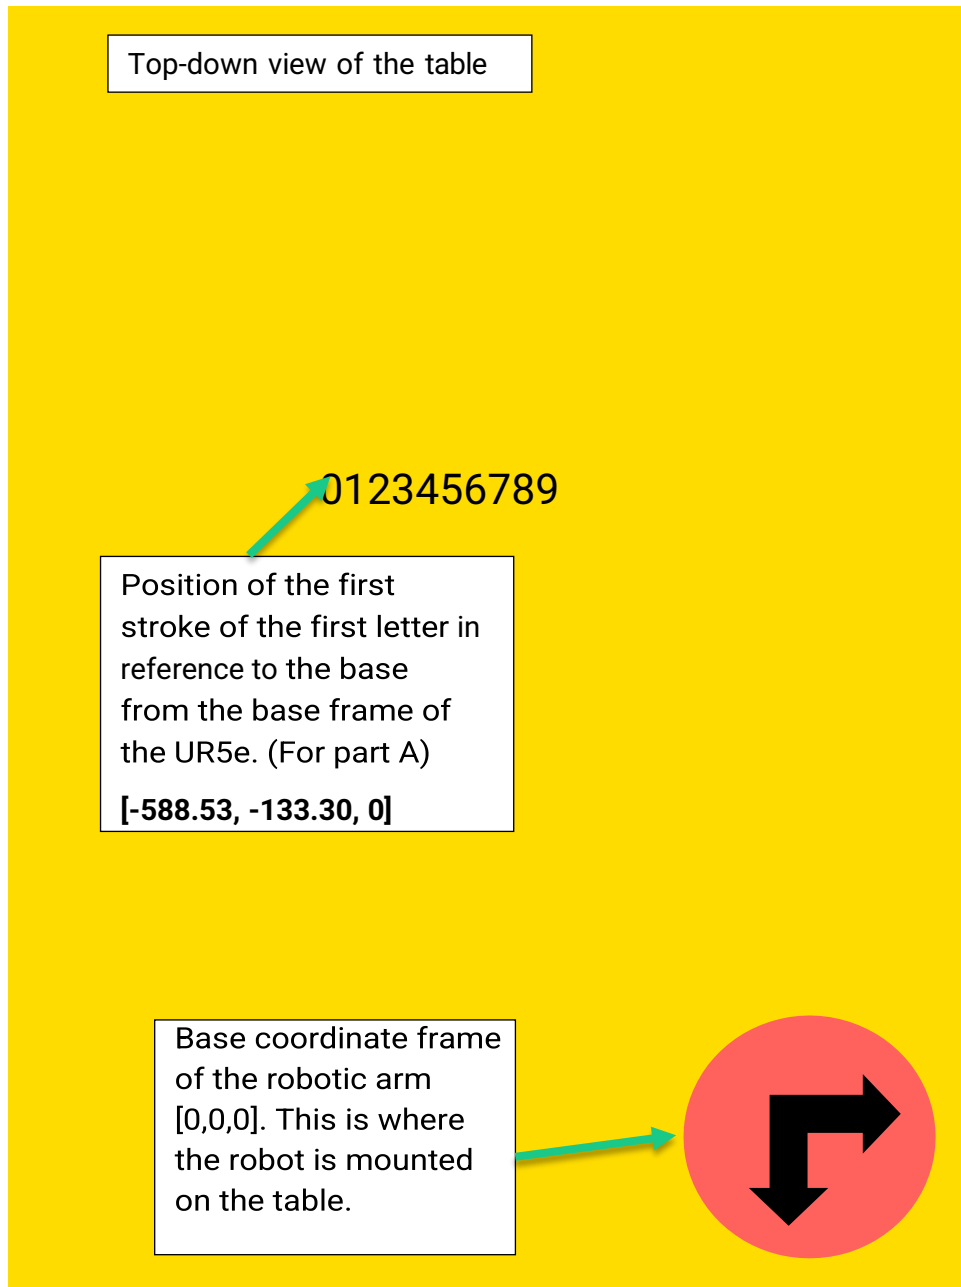 Top-down view of the table
0123456789
Position of the first
stroke of the first letter in
reference to the base
from the base frame of
the UR5e. (For part A)
[-588.53, -133.30, 0]
Base coordinate frame
of the robotic arm
[0,0,0]. This is where
the robot is mounted
on the table.